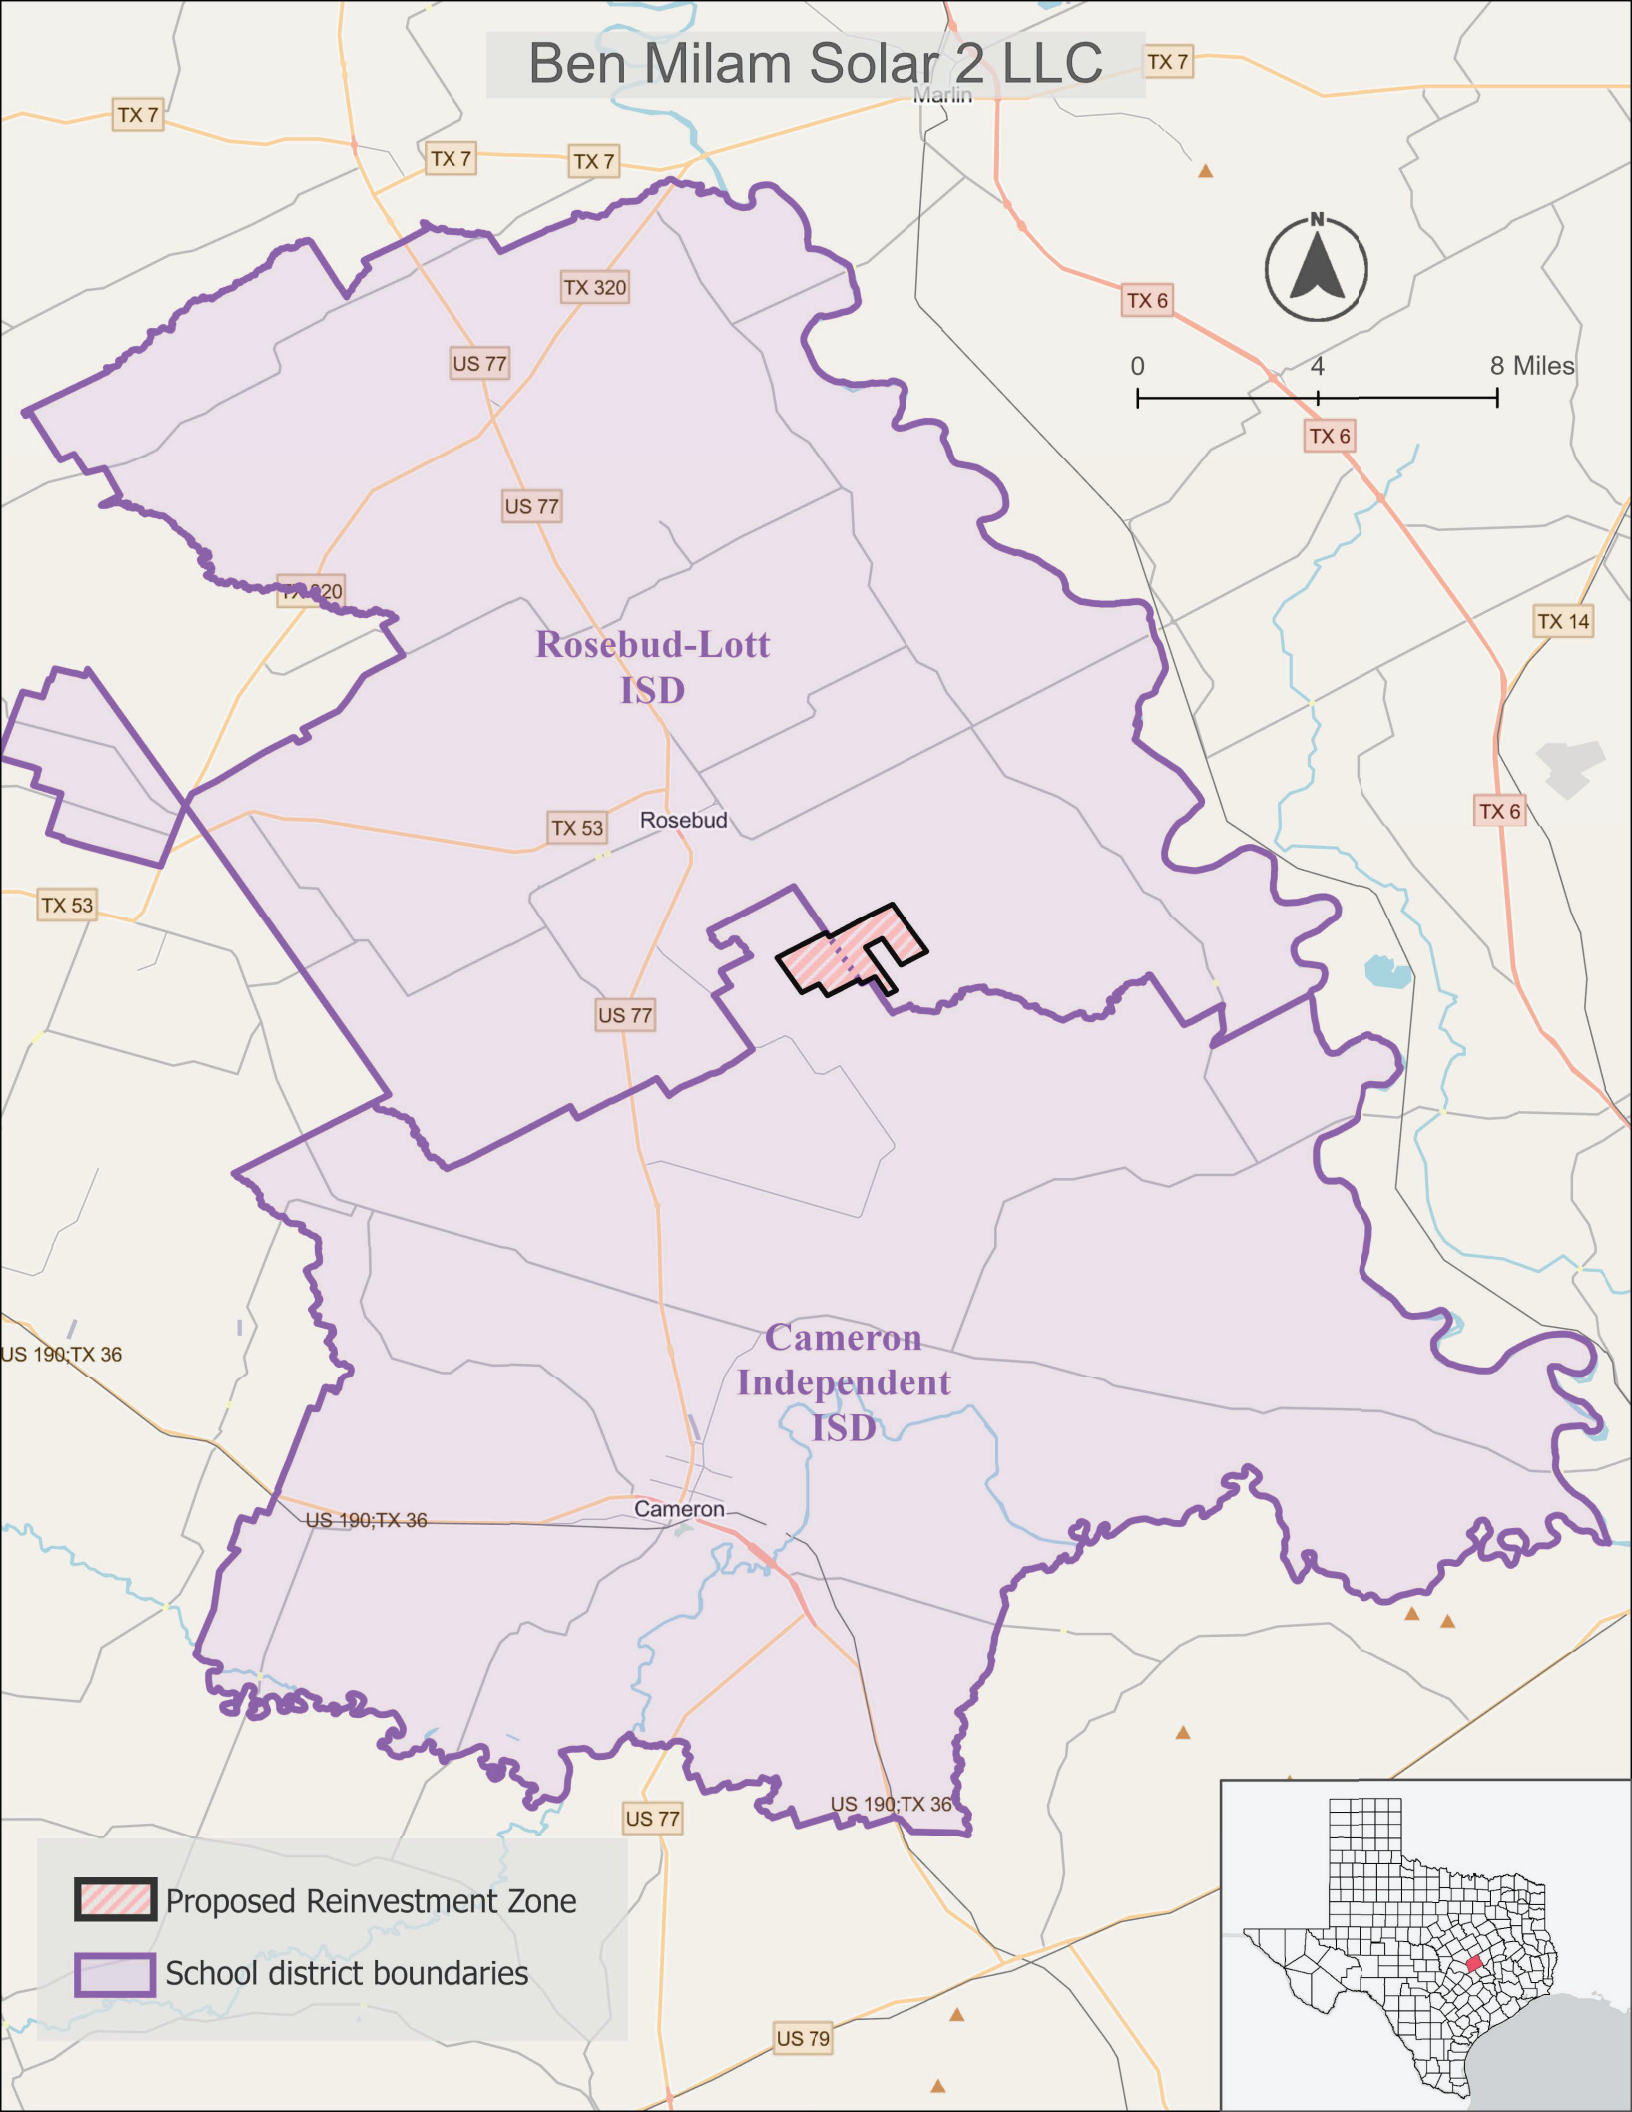 Ben Milam Solar 2 LLC
TX 7
Marlin
TX 7
TX 7
TX 7
N
TX 320
TX 6
US 77
0 4 8 Miles
TX 6
US 77
TX 320
TX 14
Rosebud-Lott
ISD
TX 6
Rosebud
TX 53
TX 53
US 77
Cameron
Independent
ISD
US 190;TX 36
Cameron
US 190;TX 36
US 190;TX 36
US 77
Proposed Reinvestment Zone
School district boundaries
US 79